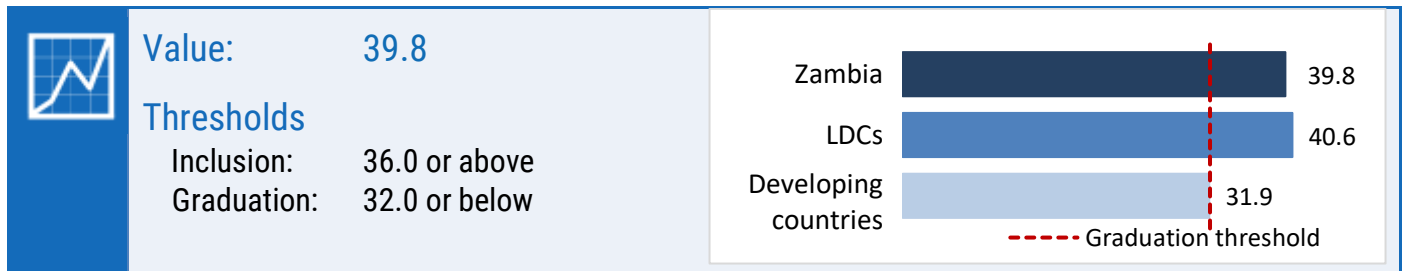 Value: 39.8
Thresholds
Inclusion: 36.0 or above
Graduation: 32.0 or below
Zambia 39.8
LDCs 40.6
Developing
countries 31.9
Graduation threshold